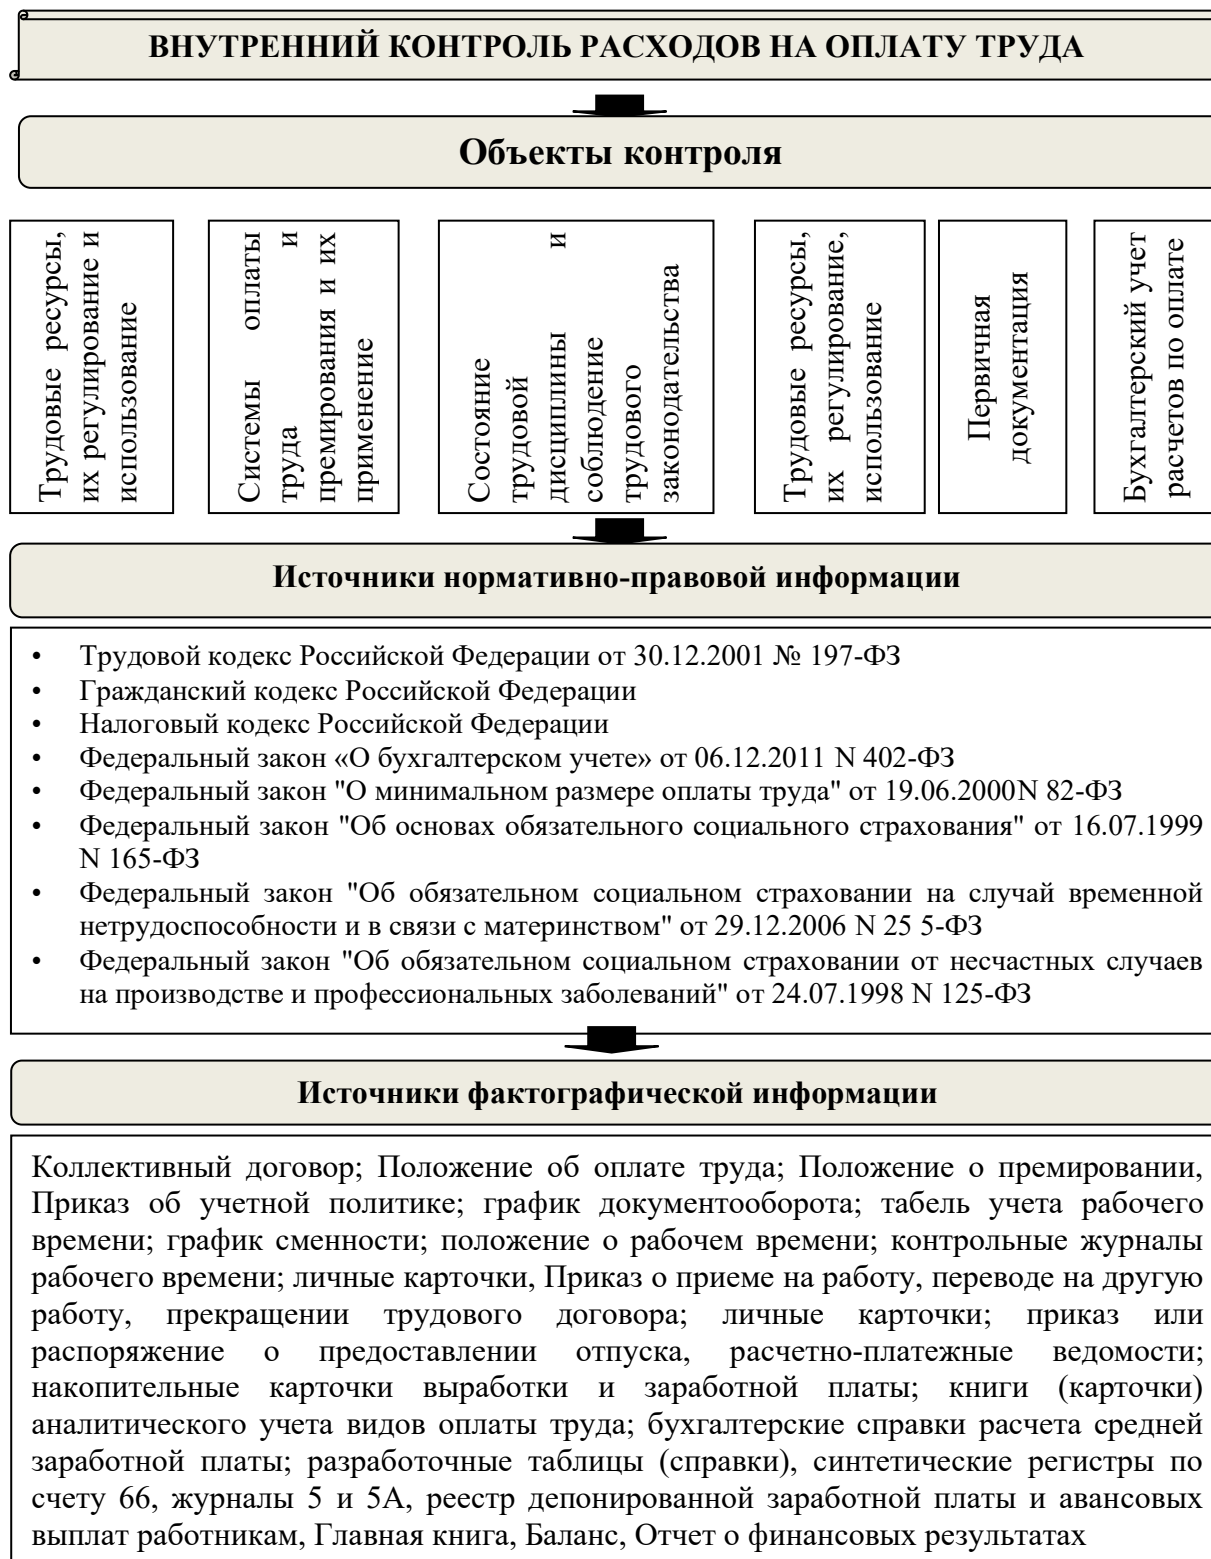 ВНУТРЕННИЙ КОНТРОЛЬ РАСХОДОВ НА ОПЛАТУ ТРУДА
Объекты контроля
Трудовые ресурсы,
их регулирование и
использование
Системы оплаты
труда и
премирования и их
применение
Состояние
трудовой
дисциплины и
соблюдение
трудового
законодательства
Трудовые ресурсы,
их регулирование,
использование
Первичная
документация
Бухгалтерский учет
расчетов по оплате
Источники нормативно-правовой информации
• Трудовой кодекс Российской Федерации от 30.12.2001 № 197-ФЗ
• Гражданский кодекс Российской Федерации
• Налоговый кодекс Российской Федерации
• Федеральный закон «О бухгалтерском учете» от 06.12.2011 N 402-ФЗ
• Федеральный закон "О минимальном размере оплаты труда" от 19.06.2000N 82-ФЗ
• Федеральный закон "Об основах обязательного социального страхования" от 16.07.1999
N 165-ФЗ
• Федеральный закон "Об обязательном социальном страховании на случай временной
нетрудоспособности и в связи с материнством" от 29.12.2006 N 25 5-ФЗ
• Федеральный закон "Об обязательном социальном страховании от несчастных случаев
на производстве и профессиональных заболеваний" от 24.07.1998 N 125-ФЗ
Источники фактографической информации
Коллективный договор; Положение об оплате труда; Положение о премировании,
Приказ об учетной политике; график документооборота; табель учета рабочего
времени; график сменности; положение о рабочем времени; контрольные журналы
рабочего времени; личные карточки, Приказ о приеме на работу, переводе на другую
работу, прекращении трудового договора; личные карточки; приказ или
распоряжение о предоставлении отпуска, расчетно-платежные ведомости;
накопительные карточки выработки и заработной платы; книги (карточки)
аналитического учета видов оплаты труда; бухгалтерские справки расчета средней
заработной платы; разработочные таблицы (справки), синтетические регистры по
счету 66, журналы 5 и 5А, реестр депонированной заработной платы и авансовых
выплат работникам, Главная книга, Баланс, Отчет о финансовых результатах